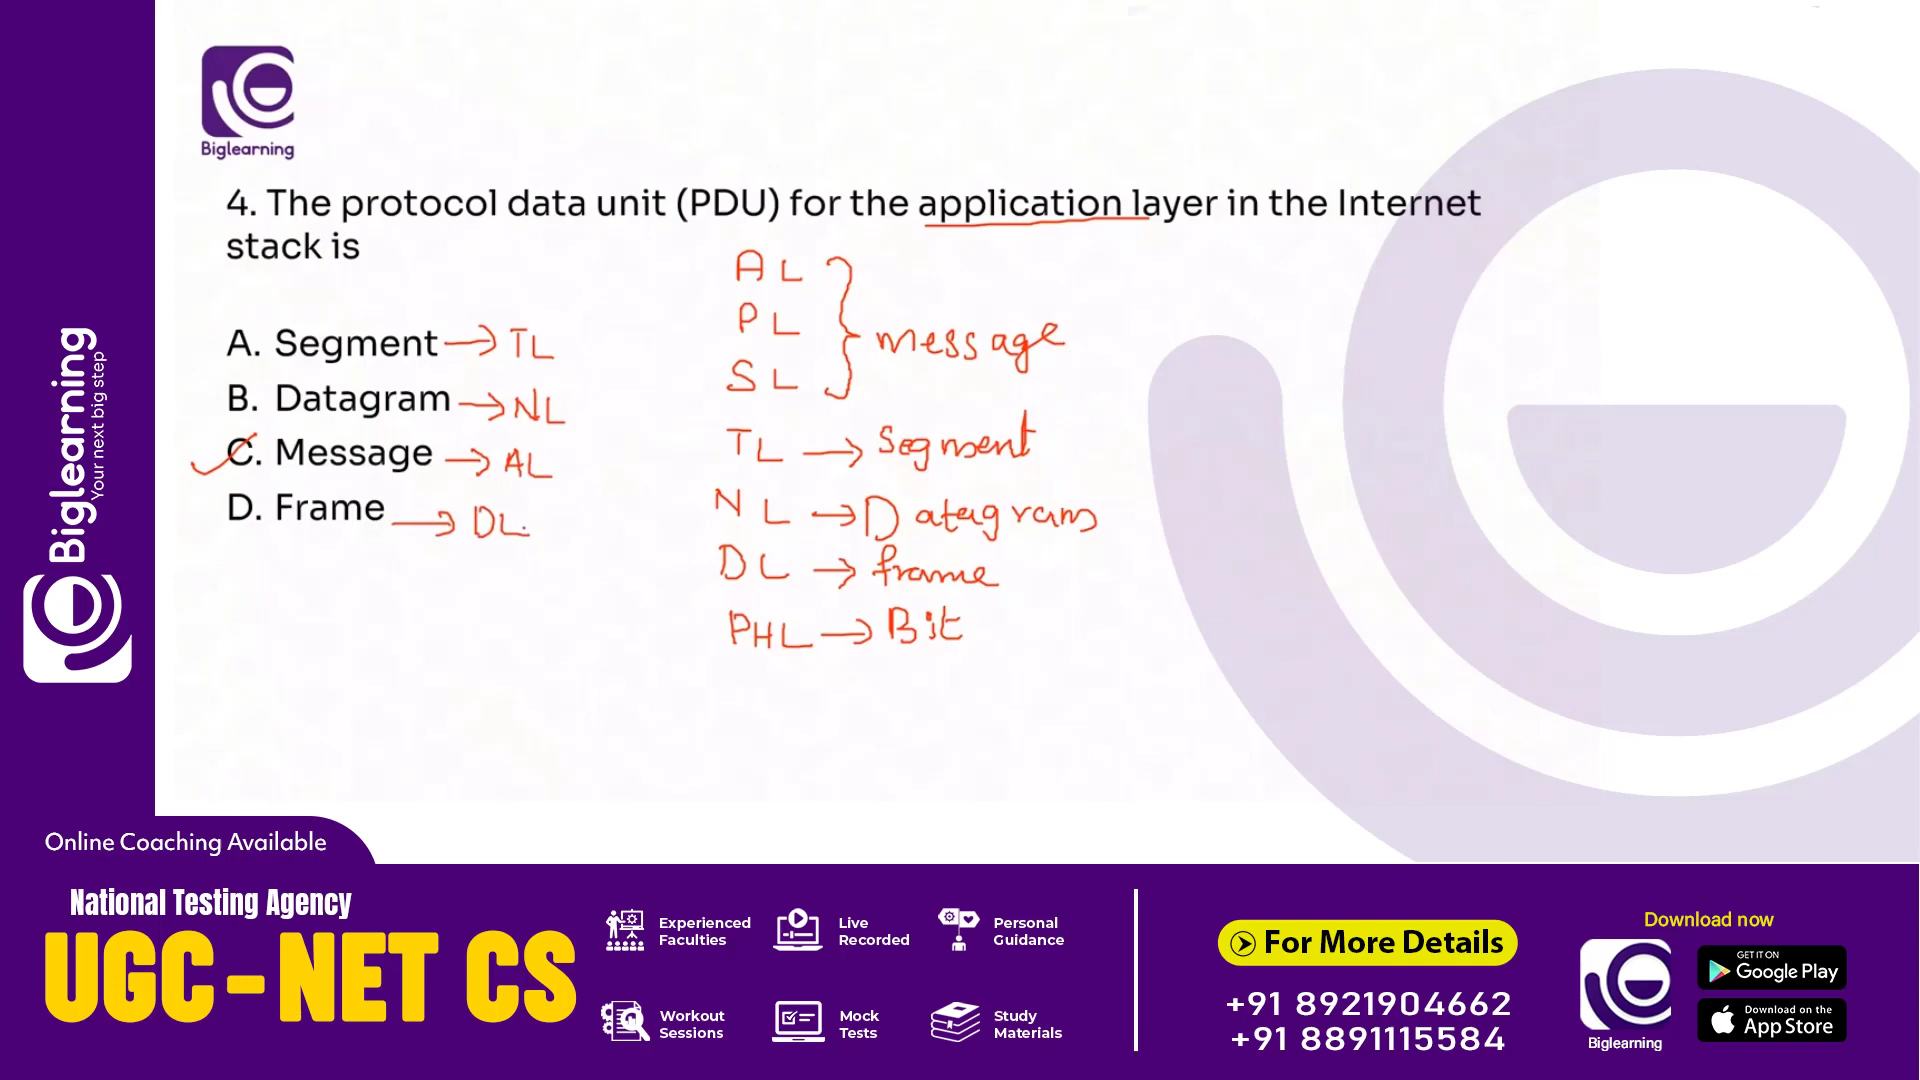 Biglearning
4. The protocol data unit (PDU) for the application layer in the Internet
stack is
A. Segment → TL
B. Datagram → NL
C. Message → AL
D. Frame → DL
A L
P L
S L
} message
TL → Segment
NL → Datagram
DL → frame
PHL → Bit
Biglearning
Your next big step
Online Coaching Available
National Testing Agency
UGC-NET CS
Experienced
Faculties
Live
Recorded
Personal
Guidance
Workout
Sessions
Mock
Tests
Study
Materials
For More Details
+91 8921904662
+91 8891115584
Download now
Biglearning
GET IT ON
Google Play
Download on the
App Store